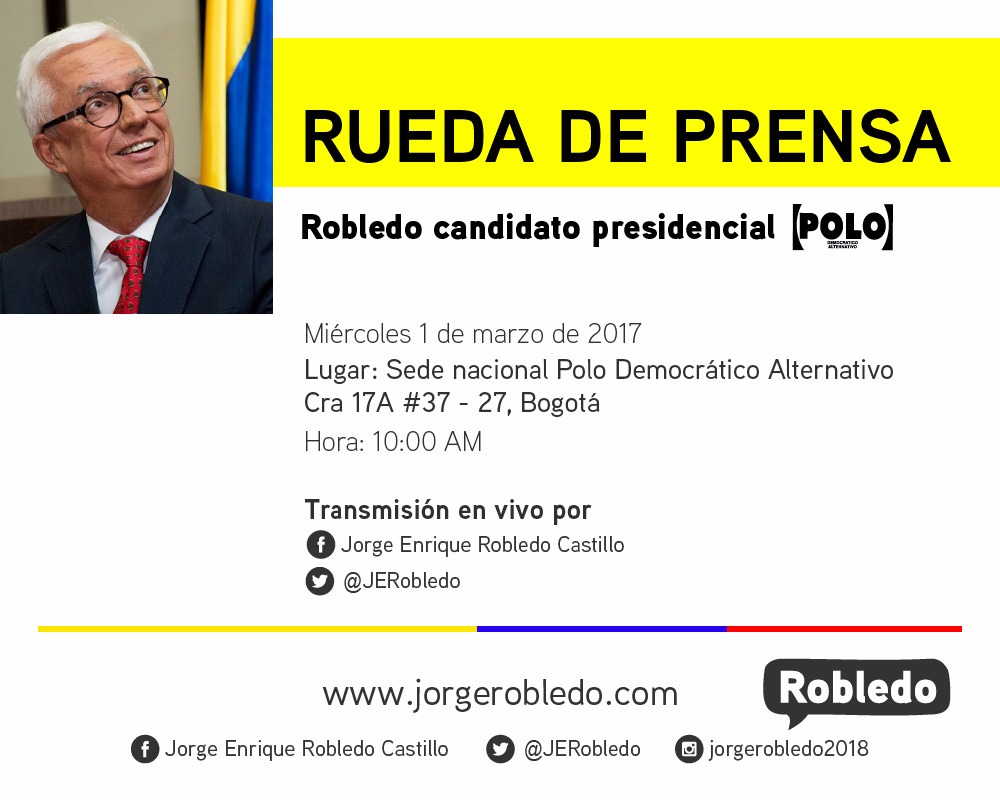 RUEDA DE PRENSA
Robledo candidato presidencial [POLO]
DEMOCRÁTICO
ALTERNATIVO
Miércoles 1 de marzo de 2017
Lugar: Sede nacional Polo Democrático Alternativo
Cra 17A #37 - 27, Bogotá
Hora: 10:00 AM
Transmisión en vivo por
Jorge Enrique Robledo Castillo
@JERobledo
www.jorgerobledo.com
Robledo
Jorge Enrique Robledo Castillo @JERobledo jorgerobledo2018